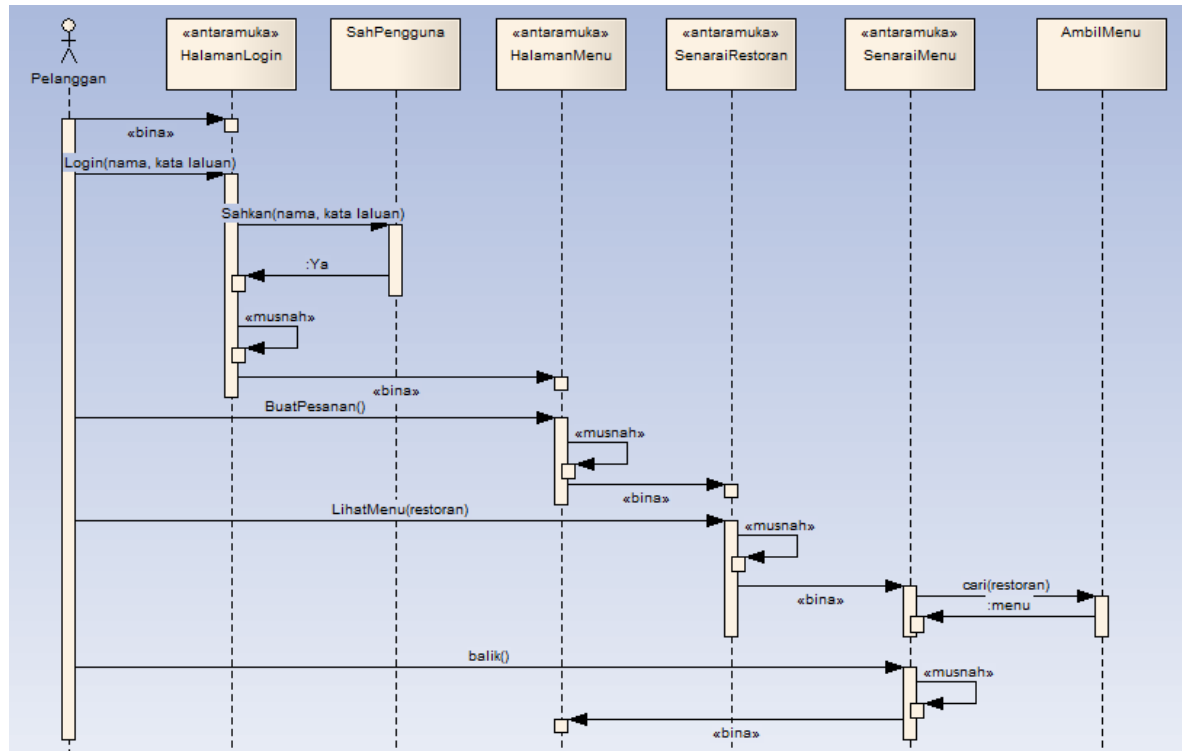 Pelanggan
«antaramuka»
HalamanLogin
SahPengguna
«antaramuka»
HalamanMenu
«antaramuka»
SenaraiRestoran
«antaramuka»
SenaraiMenu
AmbilMenu
«bina»
Login(nama, kata laluan)
Sahkan(nama, kata laluan)
:Ya
«musnah»
«bina»
BuatPesanan()
«musnah»
«bina»
LihatMenu(restoran)
«musnah»
«bina»
cari(restoran)
:menu
balik()
«musnah»
«bina»